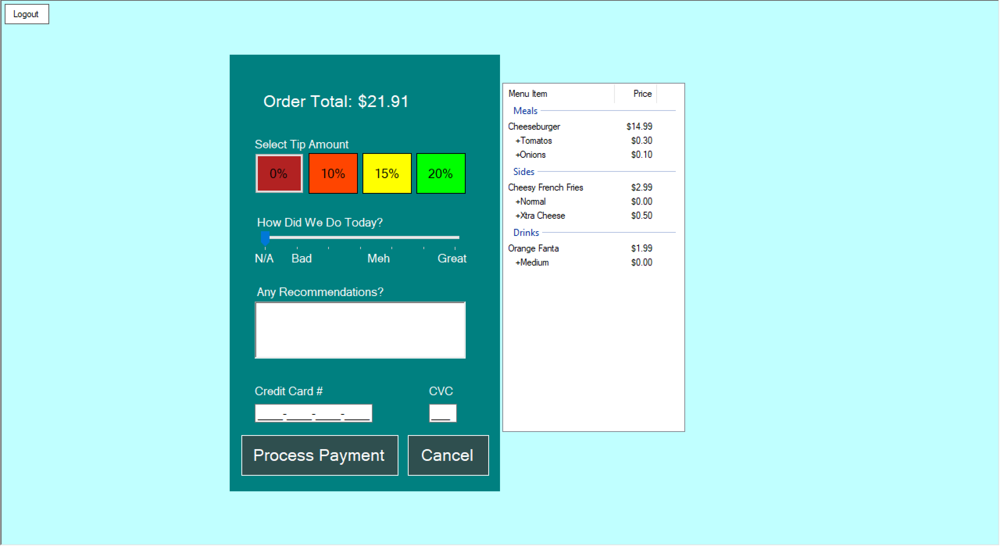 Logout
Order Total: $21.91
Select Tip Amount
0% 10% 15% 20%
How Did We Do Today?
N/A Bad Meh Great
Any Recommendations?
Credit Card # CVC
____-____-____-____ ___
Process Payment Cancel
Menu Item Price
Meals
Cheeseburger $14.99
+Tomatos $0.30
+Onions $0.10
Sides
Cheesy French Fries $2.99
+Normal $0.00
+Xtra Cheese $0.50
Drinks
Orange Fanta $1.99
+Medium $0.00